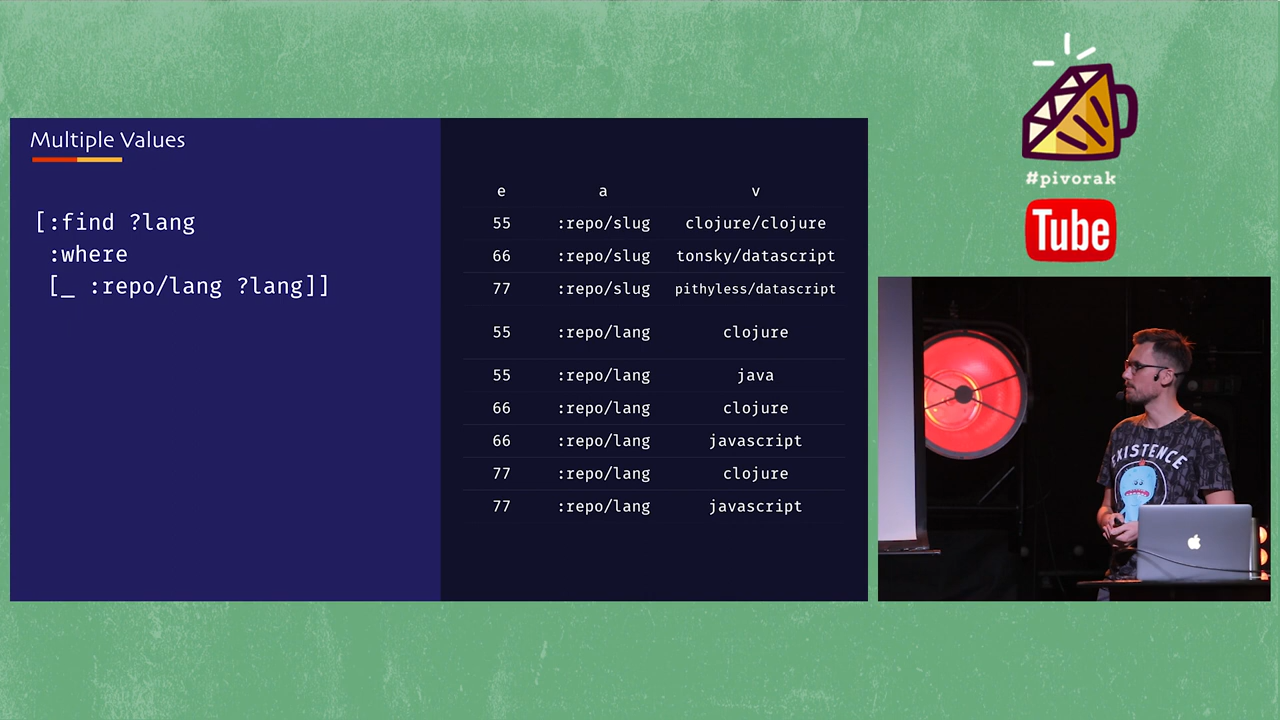 Multiple Values
[:find ?lang
:where
[_ :repo/lang ?lang]]
e a v
55 :repo/slug clojure/clojure
66 :repo/slug tonsky/datascript
77 :repo/slug pithyless/datascript
55 :repo/lang clojure
55 :repo/lang java
66 :repo/lang clojure
66 :repo/lang javascript
77 :repo/lang clojure
77 :repo/lang javascript
#pivorak
Tube
EXISTENCE